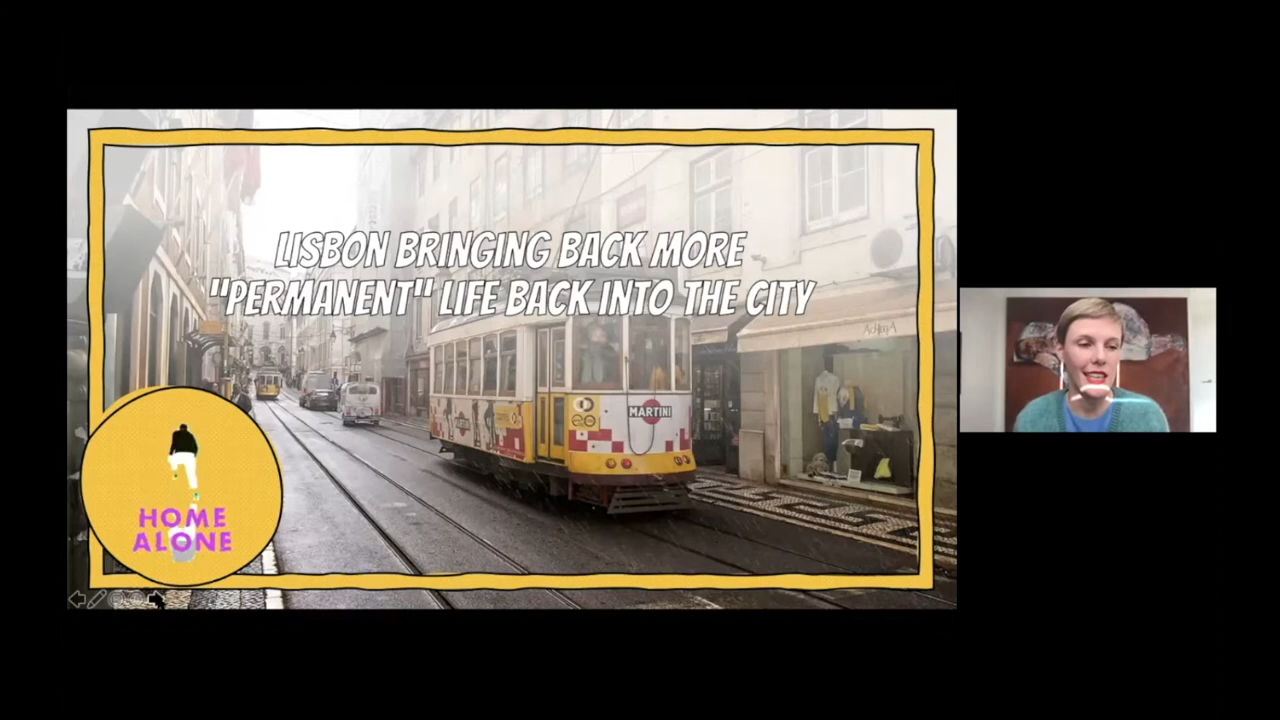 LISBON BRINGING BACK MORE
"PERMANENT" LIFE BACK INTO THE CITY
MARTINI
HOME
ALONE